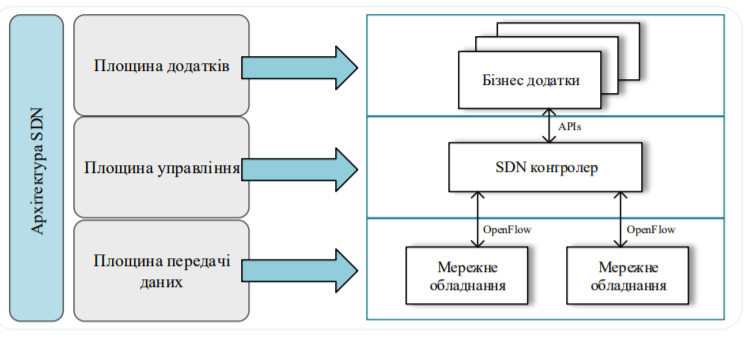 Архітектура SDN
Площина додатків
Бізнес додатки
APIs
Площина управління
SDN контролер
OpenFlow
OpenFlow
Площина передачі
даних
Мережне
обладнання
Мережне
обладнання